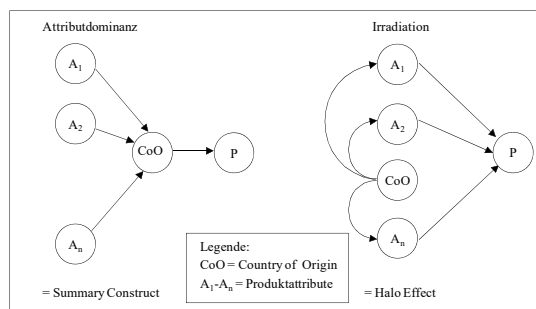 Attributdominanz
A1
A2
CoO
P
An
= Summary Construct
Irradiation
A1
A2
CoO
An
P
= Halo Effect
Legende:
CoO = Country of Origin
A1-An = Produktattribute